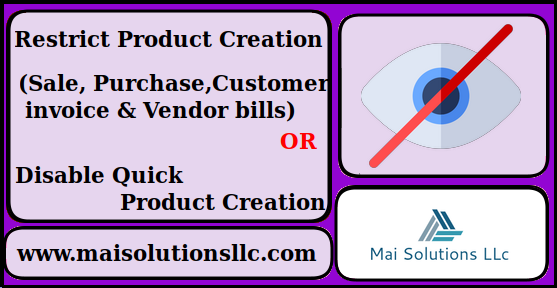 Restrict Product Creation
(Sale, Purchase,Customer
invoice & Vendor bills)
OR
Disable Quick
Product Creation
www.maisolutionsllc.com
Mai Solutions LLc